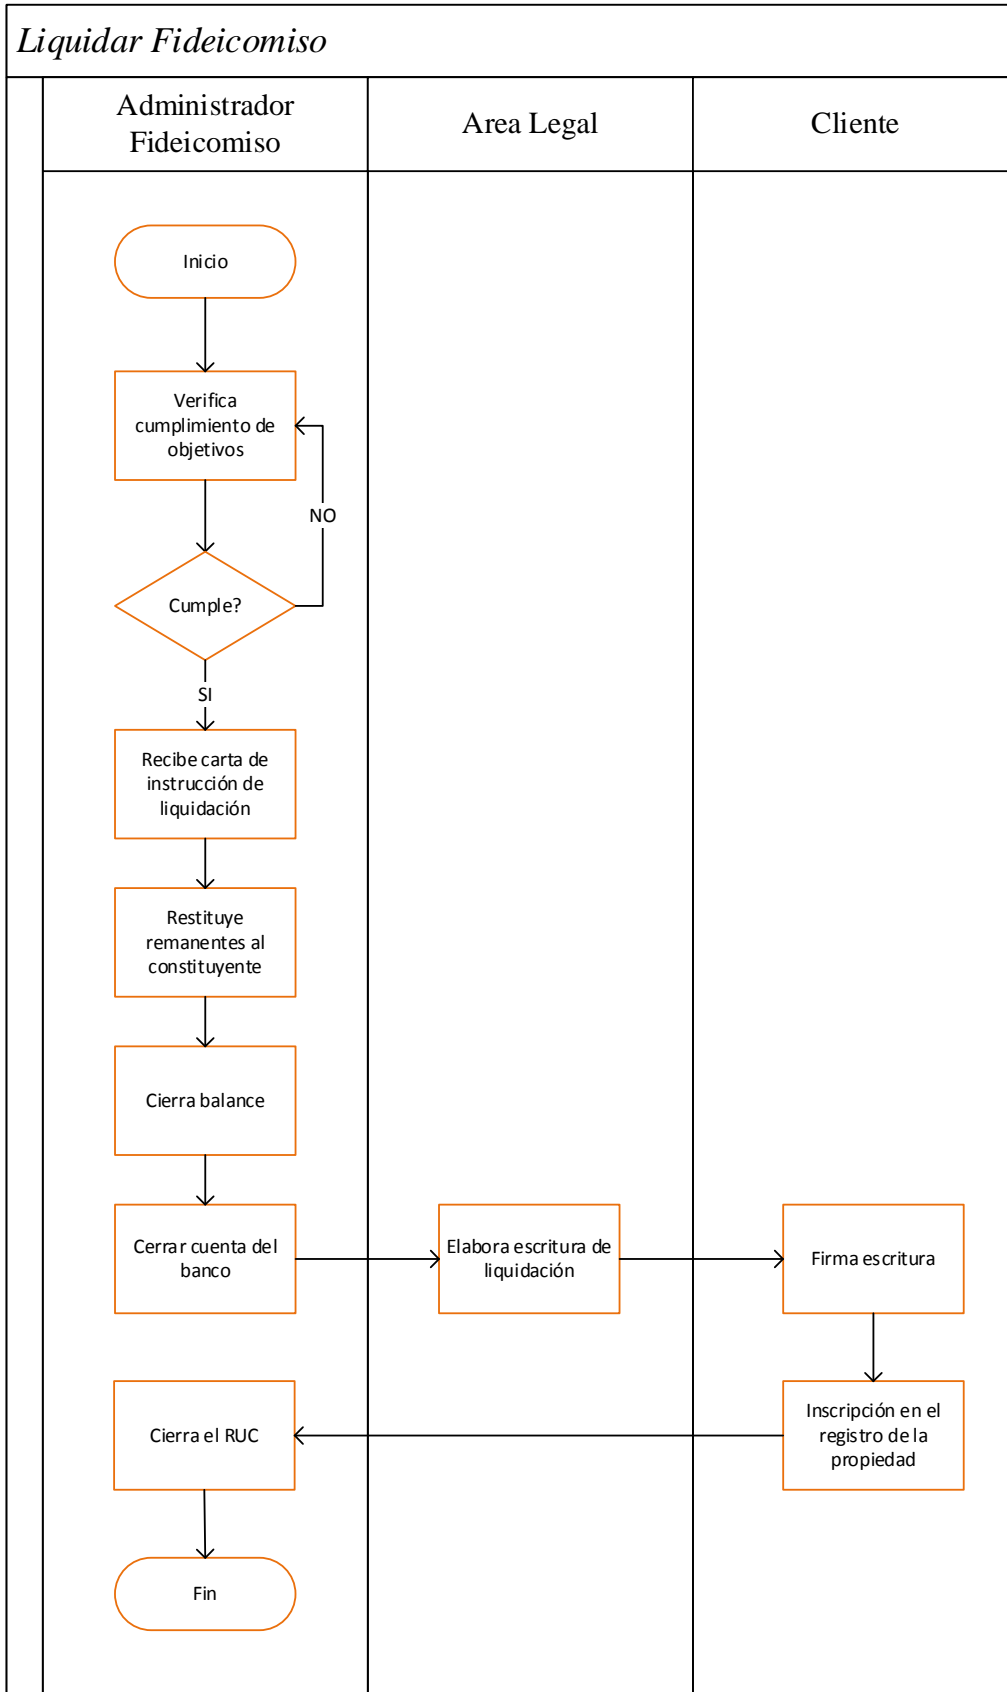 Liquidar Fideicomiso
Administrador
Fideicomiso
Area Legal
Cliente
Inicio
Verifica
cumplimiento de
objetivos
NO
Cumple?
SI
Recibe carta de
instrucción de
liquidación
Restituye
remanentes al
constituyente
Cierra balance
Cerrar cuenta del
banco
Elabora escritura de
liquidación
Firma escritura
Inscripción en el
registro de la
propiedad
Cierra el RUC
Fin